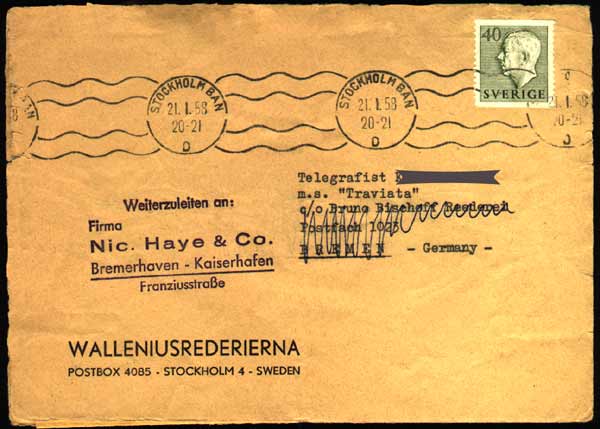 40
SVERIGE
STOCKHOLM BAN
21. 1. 58
20-21
D
STOCKHOLM BAN
21. 1. 58
20-21
D
Telegrafist
m.s. "Traviata"
c/o Bruno Bischoff Reederei
Postfach 1025
BREMEN - Germany -
Weiterzuleiten an:
Firma
Nic. Haye & Co.
Bremerhaven - Kaiserhafen
Franziusstraße
WALLENIUSREDERIERNA
POSTBOX 4085 - STOCKHOLM 4 - SWEDEN